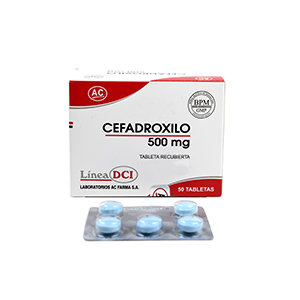 AC
BPM
GMP
CEFADROXILO
500 mg
TABLETA RECUBIERTA
Línea DCI
LABORATORIOS AC FARMA S.A.
50 TABLETAS